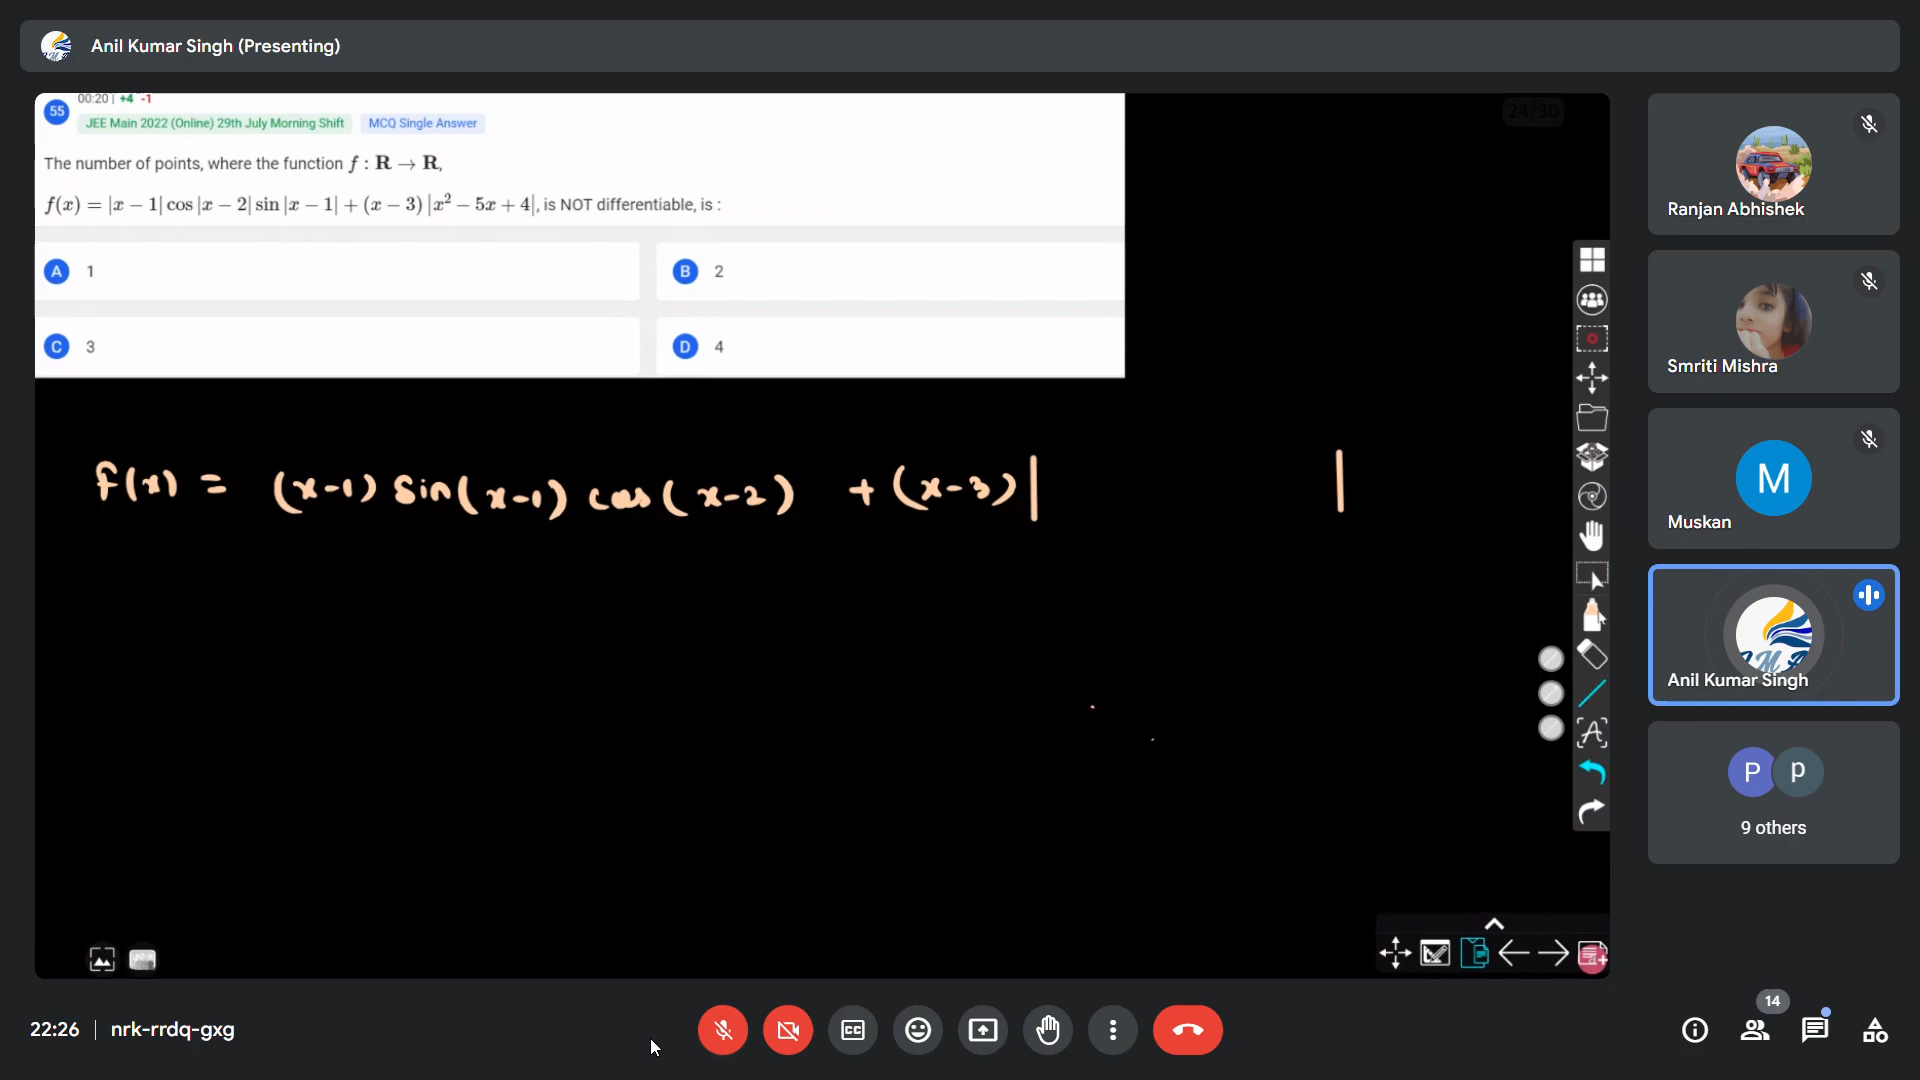 Anil Kumar Singh (Presenting)
55
00:20 | +4 -1
JEE Main 2022 (Online) 29th July Morning Shift MCQ Single Answer
24/30
The number of points, where the function f : R → R,
f(x) = |x − 1| cos |x − 2| sin |x − 1| + (x − 3) |x² − 5x + 4|, is NOT differentiable, is :
A 1
B 2
C 3
D 4
f(x) = (x-1) sin(x-1) cos(x-2) + (x-3)| |
Ranjan Abhishek
Smriti Mishra
M
Muskan
Anil Kumar Singh
P p
9 others
22:26 | nrk-rrdq-gxg
14